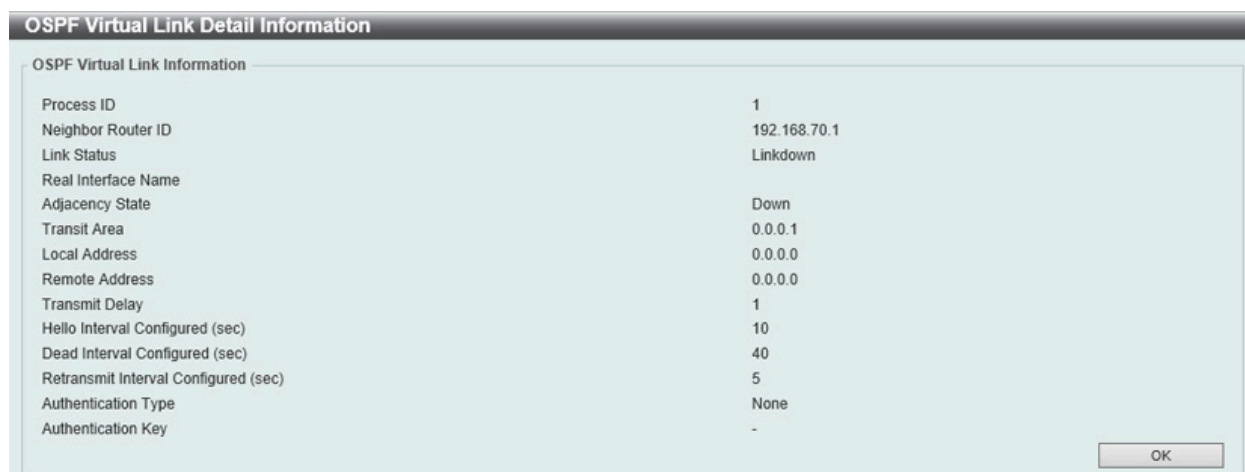 OSPF Virtual Link Detail Information
OSPF Virtual Link Information
Process ID 1
Neighbor Router ID 192.168.70.1
Link Status Linkdown
Real Interface Name
Adjacency State Down
Transit Area 0.0.0.1
Local Address 0.0.0.0
Remote Address 0.0.0.0
Transmit Delay 1
Hello Interval Configured (sec) 10
Dead Interval Configured (sec) 40
Retransmit Interval Configured (sec) 5
Authentication Type None
Authentication Key -
OK